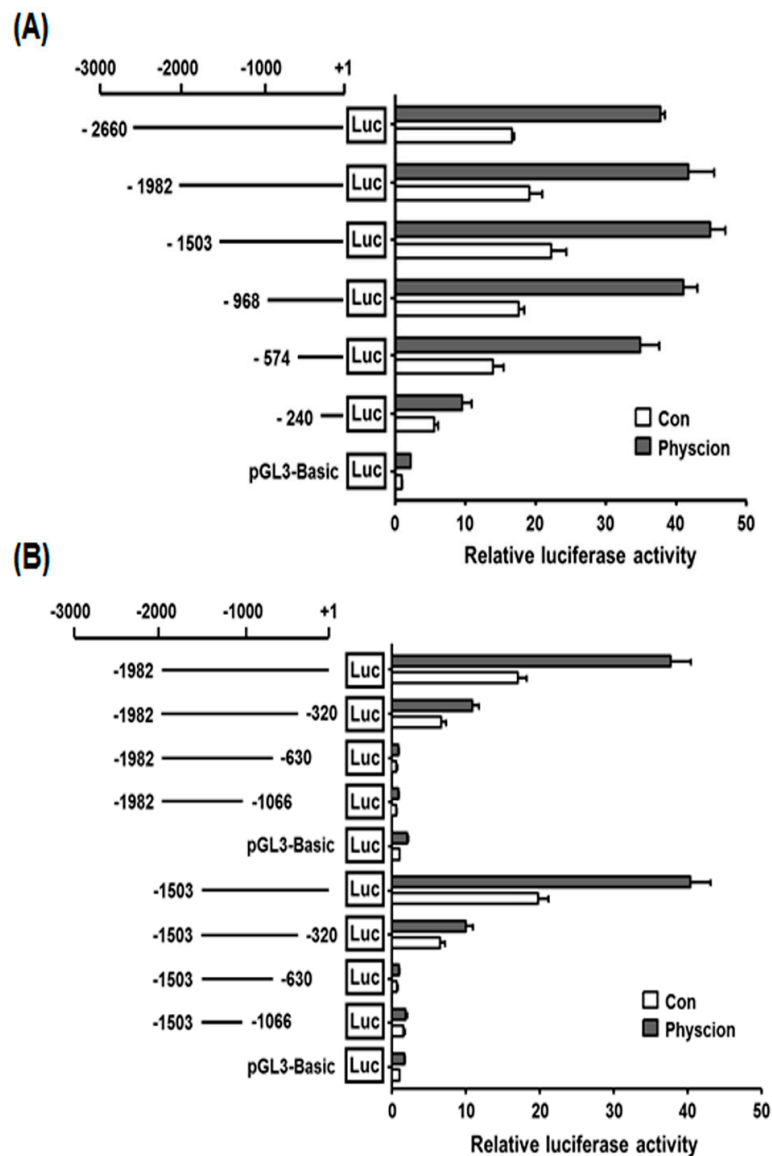 (A)
-3000 -2000 -1000 +1
- 2660 Luc
- 1982 Luc
- 1503 Luc
- 968 Luc
- 574 Luc
- 240 Luc
pGL3-Basic Luc
Con
Physcion
0 10 20 30 40 50
Relative luciferase activity
(B)
-3000 -2000 -1000 +1
-1982 Luc
-1982 -320 Luc
-1982 -630 Luc
-1982 -1066 Luc
pGL3-Basic Luc
-1503 Luc
-1503 -320 Luc
-1503 -630 Luc
-1503 -1066 Luc
pGL3-Basic Luc
Con
Physcion
0 10 20 30 40 50
Relative luciferase activity